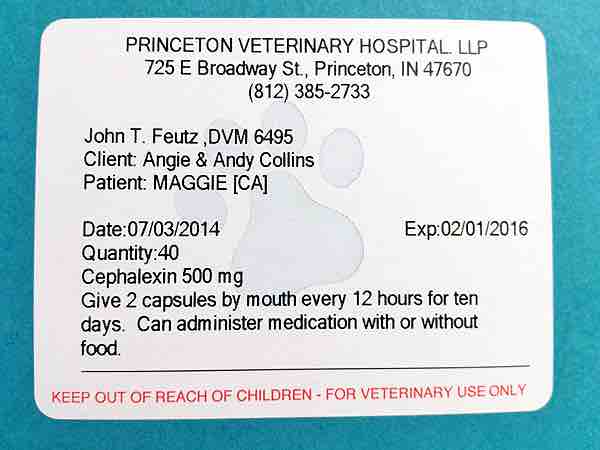 PRINCETON VETERINARY HOSPITAL. LLP
725 E Broadway St., Princeton, IN 47670
(812) 385-2733
John T. Feutz ,DVM 6495
Client: Angie & Andy Collins
Patient: MAGGIE [CA]
Date:07/03/2014 Exp:02/01/2016
Quantity:40
Cephalexin 500 mg
Give 2 capsules by mouth every 12 hours for ten
days. Can administer medication with or without
food.
KEEP OUT OF REACH OF CHILDREN - FOR VETERINARY USE ONLY